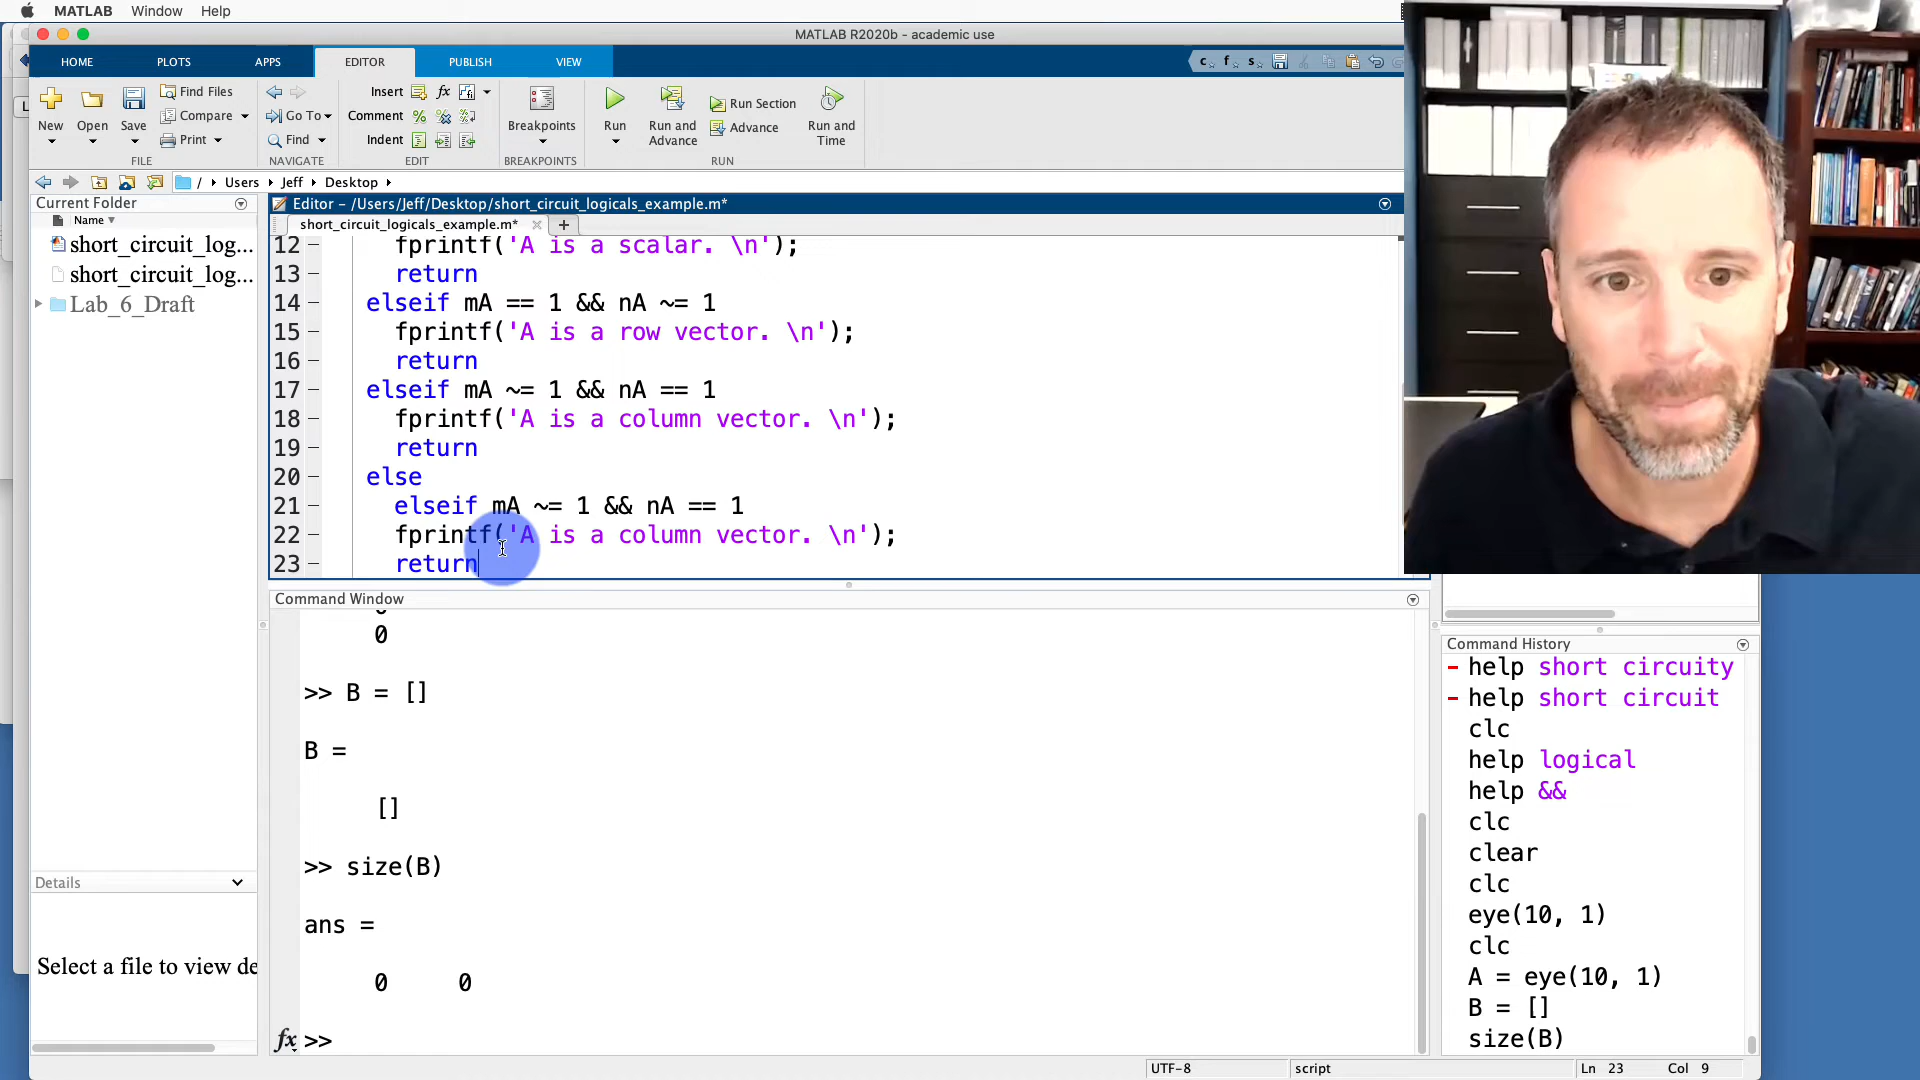 MATLAB Window Help
MATLAB R2020b - academic use
HOME PLOTS APPS EDITOR PUBLISH VIEW
New Open Save
Find Files
Compare
Print
FILE
Go To
Find
NAVIGATE
Insert
Comment
Indent
EDIT
Breakpoints
BREAKPOINTS
Run
Run and Advance
Run Section
Advance
Run and Time
RUN
/ Users Jeff Desktop
Current Folder
Name
short_circuit_log...
short_circuit_log...
Lab_6_Draft
Details
Select a file to view de
Editor - /Users/Jeff/Desktop/short_circuit_logicals_example.m*
short_circuit_logicals_example.m*
12 fprintf('A is a scalar. \n');
13 return
14 elseif mA == 1 && nA ~= 1
15 fprintf('A is a row vector. \n');
16 return
17 elseif mA ~= 1 && nA == 1
18 fprintf('A is a column vector. \n');
19 return
20 else
21 elseif mA ~= 1 && nA == 1
22 fprintf('A is a column vector. \n');
23 return
Command Window
0
>> B = []
B =
[]
>> size(B)
ans =
0 0
fx >>
Command History
help short circuity
help short circuit
clc
help logical
help &&
clc
clear
clc
eye(10, 1)
clc
A = eye(10, 1)
B = []
size(B)
UTF-8 script Ln 23 Col 9